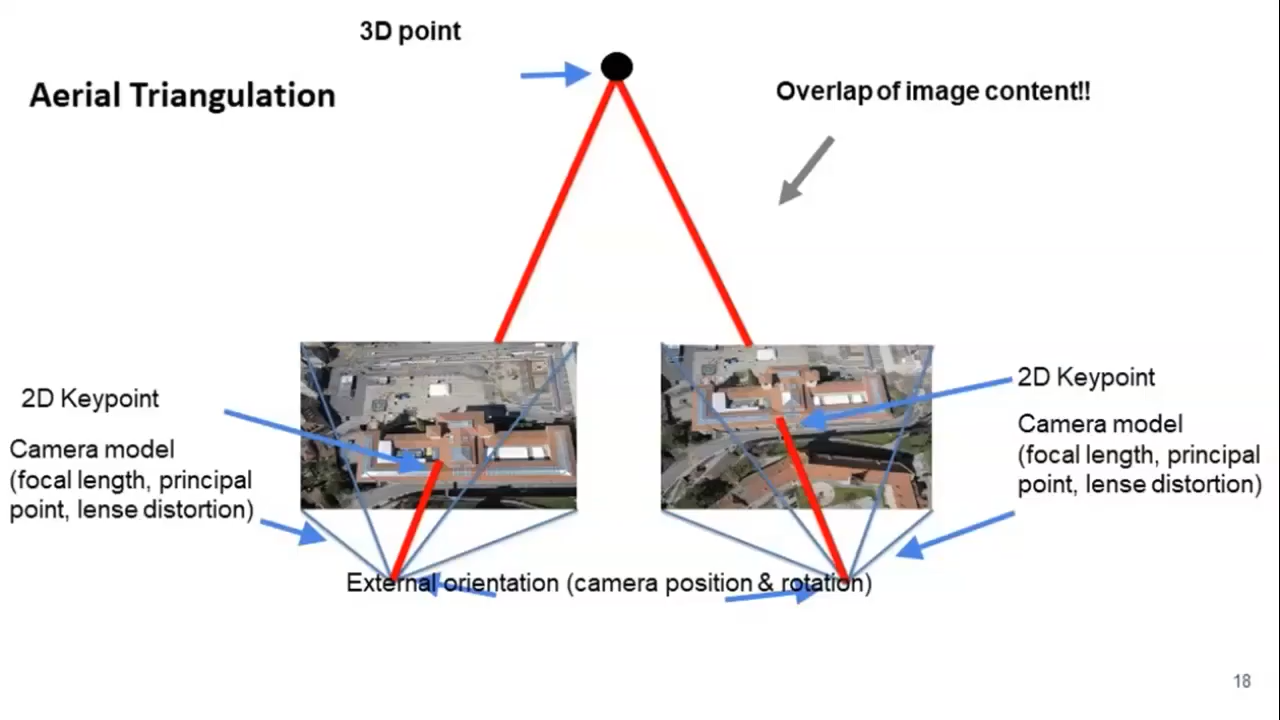 3D point
Aerial Triangulation
Overlap of image content!!
2D Keypoint
Camera model
(focal length, principal
point, lense distortion)
2D Keypoint
Camera model
(focal length, principal
point, lense distortion)
External orientation (camera position & rotation)
18